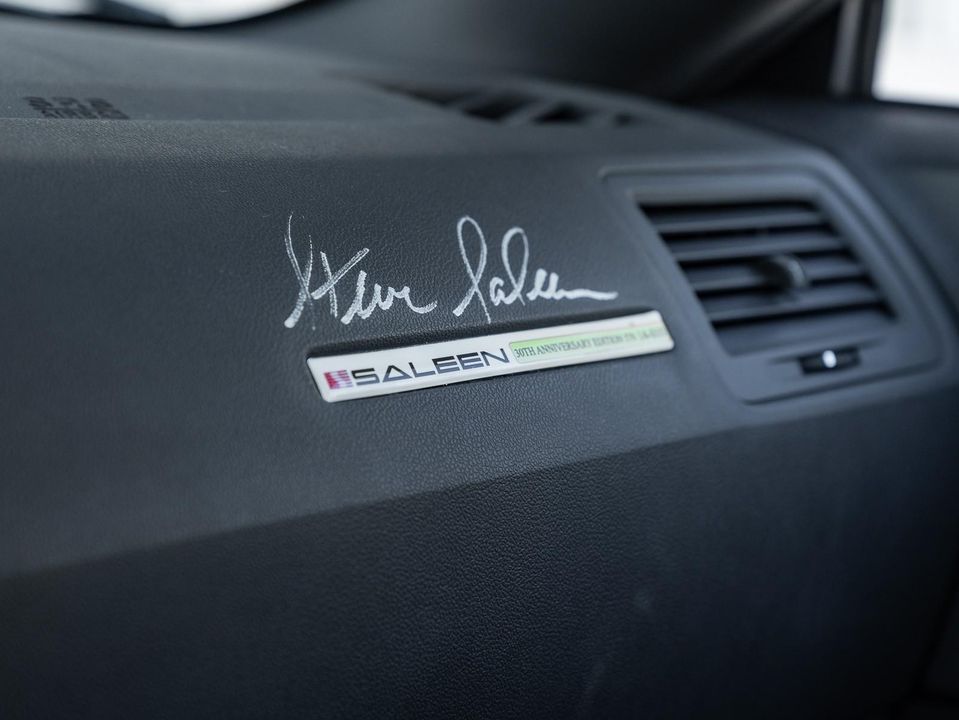 Steve Saleen
SALEEN 30TH ANNIVERSARY EDITION